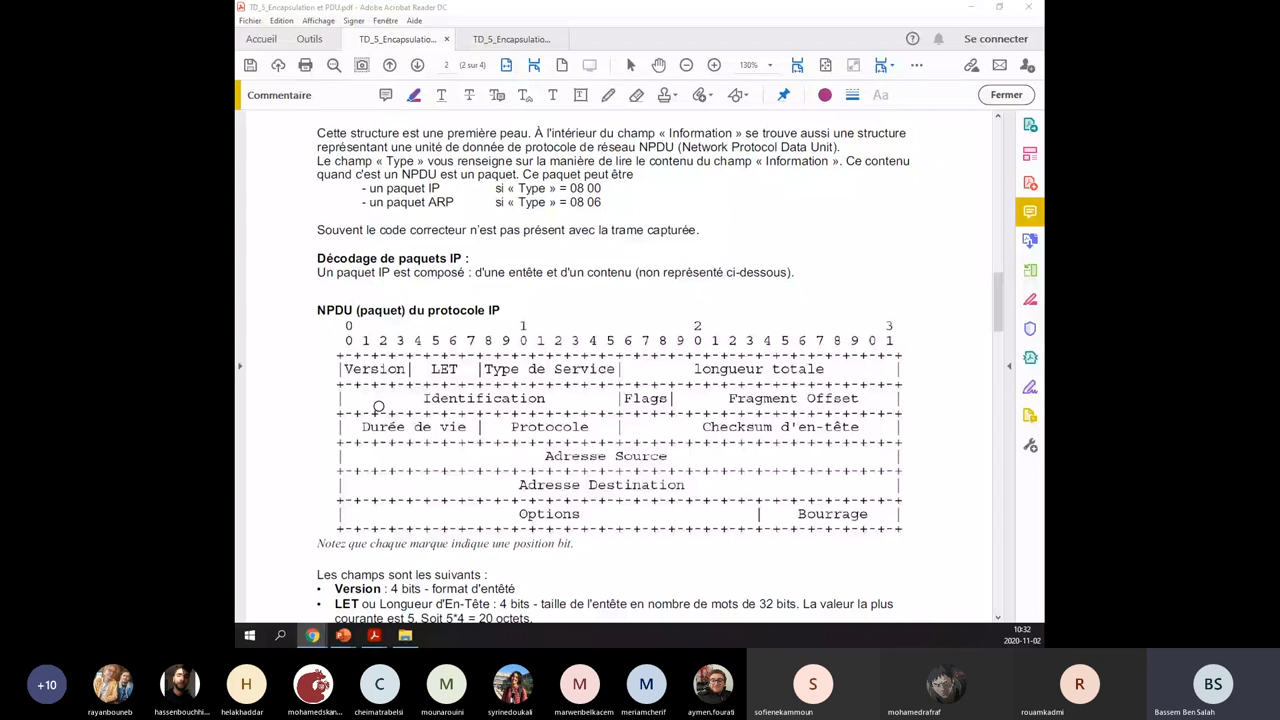 TD_5_Encapsulation et PDU.pdf - Adobe Acrobat Reader DC
Fichier Edition Affichage Signer Fenêtre Aide
Accueil Outils TD_5_Encapsulatio... × TD_5_Encapsulatio... Se connecter
2 (2 sur 4) 130%
Commentaire Aa Fermer
Cette structure est une première peau. À l'intérieur du champ « Information » se trouve aussi une structure
représentant une unité de donnée de protocole de réseau NPDU (Network Protocol Data Unit).
Le champ « Type » vous renseigne sur la manière de lire le contenu du champ « Information ». Ce contenu
quand c'est un NPDU est un paquet. Ce paquet peut être
- un paquet IP si « Type » = 08 00
- un paquet ARP si « Type » = 08 06
Souvent le code correcteur n'est pas présent avec la trame capturée.
Décodage de paquets IP :
Un paquet IP est composé : d'une entête et d'un contenu (non représenté ci-dessous).
NPDU (paquet) du protocole IP
0 1 2 3
0 1 2 3 4 5 6 7 8 9 0 1 2 3 4 5 6 7 8 9 0 1 2 3 4 5 6 7 8 9 0 1
|Version| LET |Type de Service| longueur totale |
| Identification |Flags| Fragment Offset |
| Durée de vie | Protocole | Checksum d'en-tête |
| Adresse Source |
| Adresse Destination |
| Options | Bourrage |
Notez que chaque marque indique une position bit.
Les champs sont les suivants :
• Version : 4 bits - format d'entêté
• LET ou Longueur d'En-Tête : 4 bits - taille de l'entête en nombre de mots de 32 bits. La valeur la plus
courante est 5. Soit 5*4 = 20 octets.
10:32
2020-11-02
+10 H C M M M S R BS
rayanbouneb hassenbouchhi... helakhaddar mohamedskan... cheimatrabelsi mounarouini syrinedoukali marwenbelkacem meriamcherif aymen.fourati sofienekammoun mohamedrafraf rouamkadmi Bassem Ben Salah